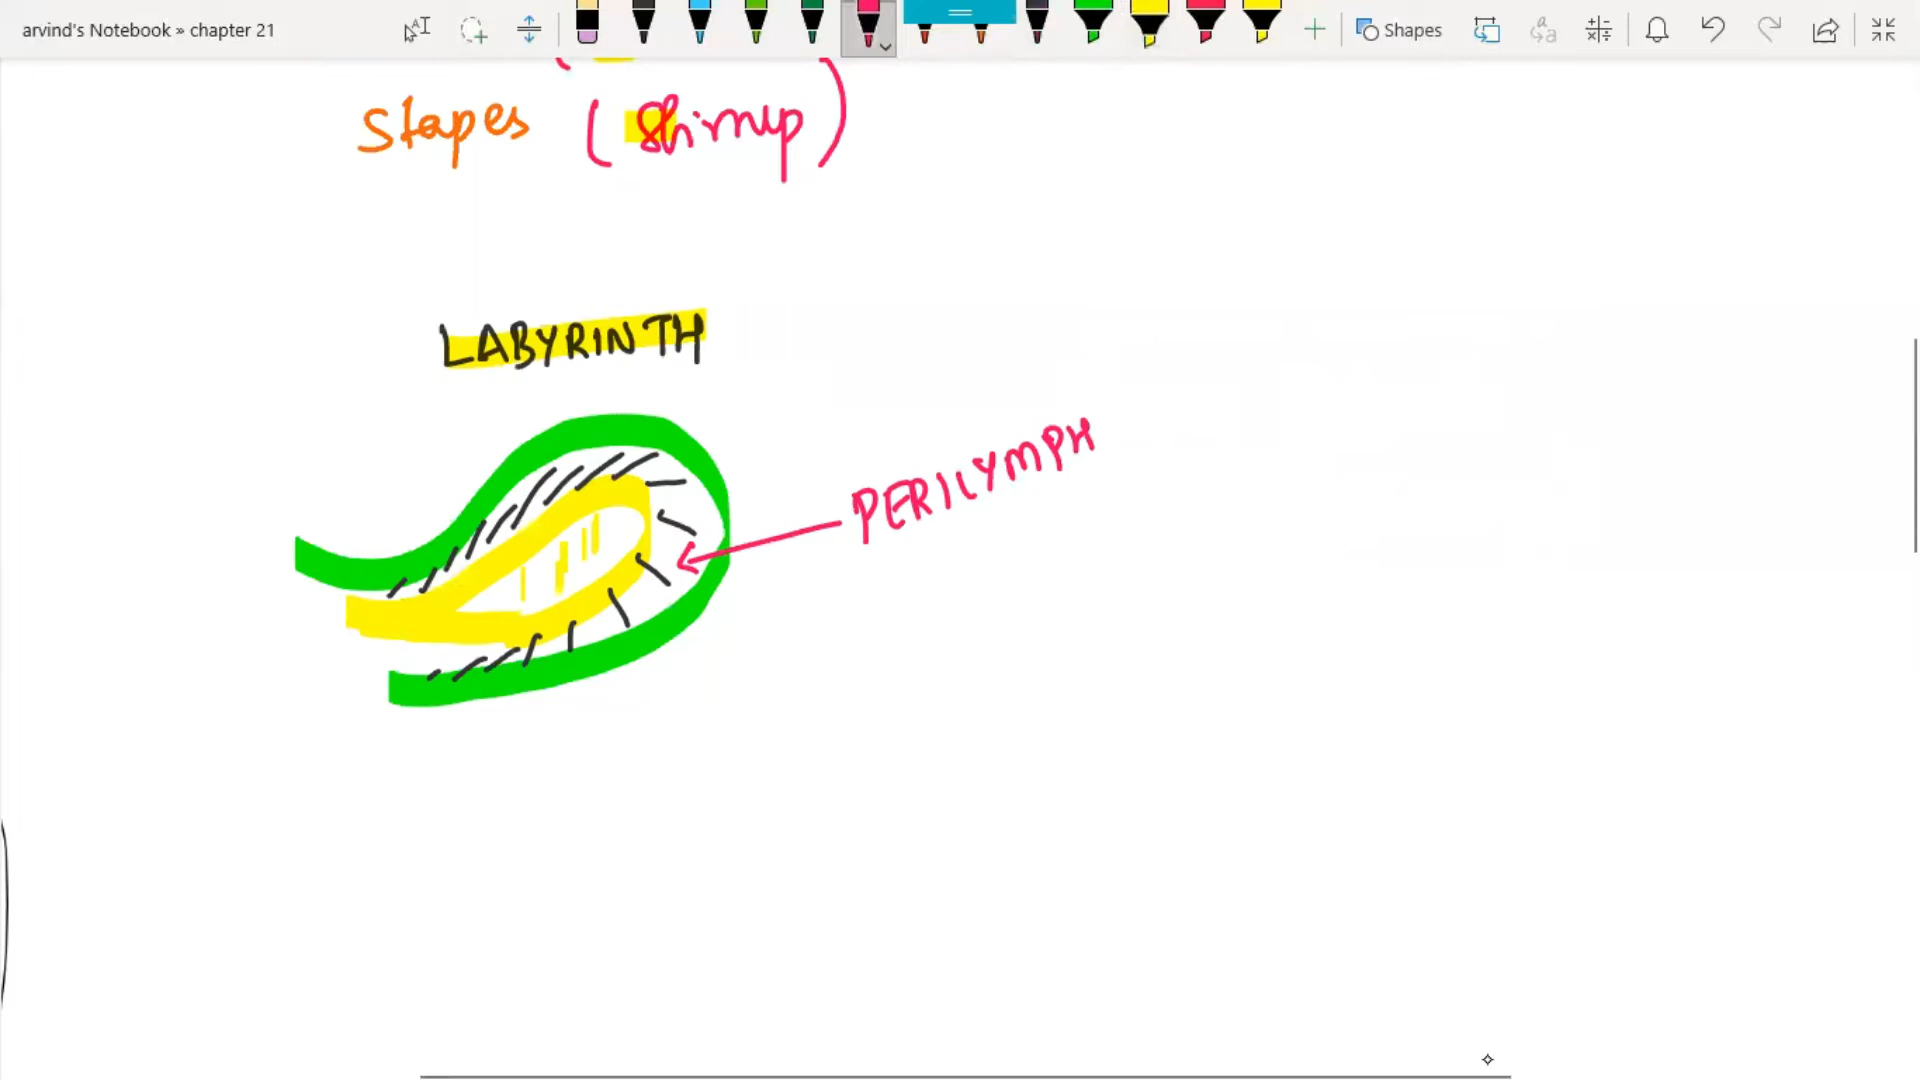 arvind's Notebook » chapter 21
Shapes
Stapes (Stirrup)
LABYRINTH
PERILYMPH